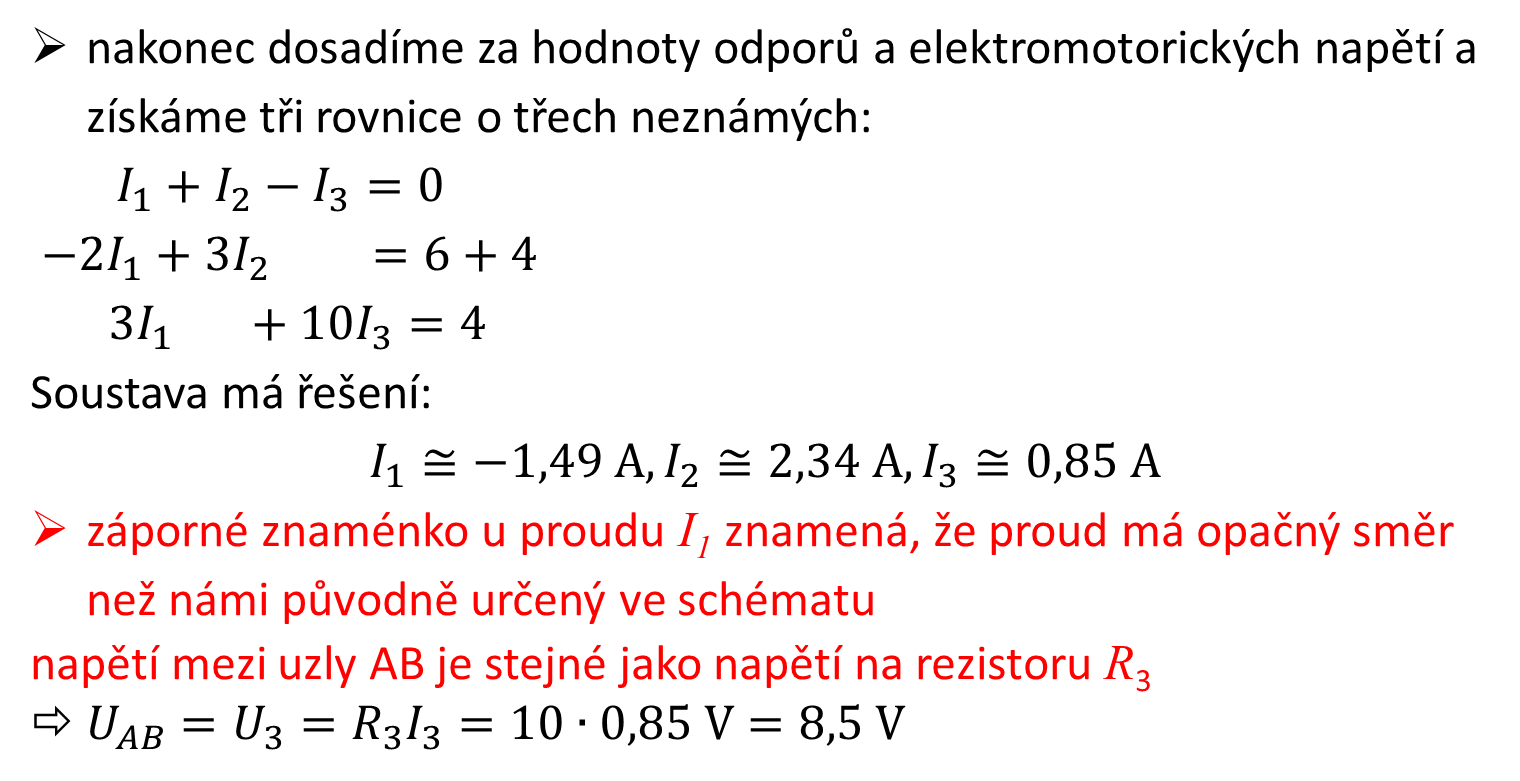 ➢ nakonec dosadíme za hodnoty odporů a elektromotorických napětí a
získáme tři rovnice o třech neznámých:
I₁ + I₂ − I₃ = 0
−2I₁ + 3I₂ = 6 + 4
3I₁ + 10I₃ = 4
Soustava má řešení:
I₁ ≅ −1,49 A, I₂ ≅ 2,34 A, I₃ ≅ 0,85 A
➢ záporné znaménko u proudu I₁ znamená, že proud má opačný směr
než námi původně určený ve schématu
napětí mezi uzly AB je stejné jako napětí na rezistoru R₃
⇨ U_AB = U₃ = R₃I₃ = 10 · 0,85 V = 8,5 V